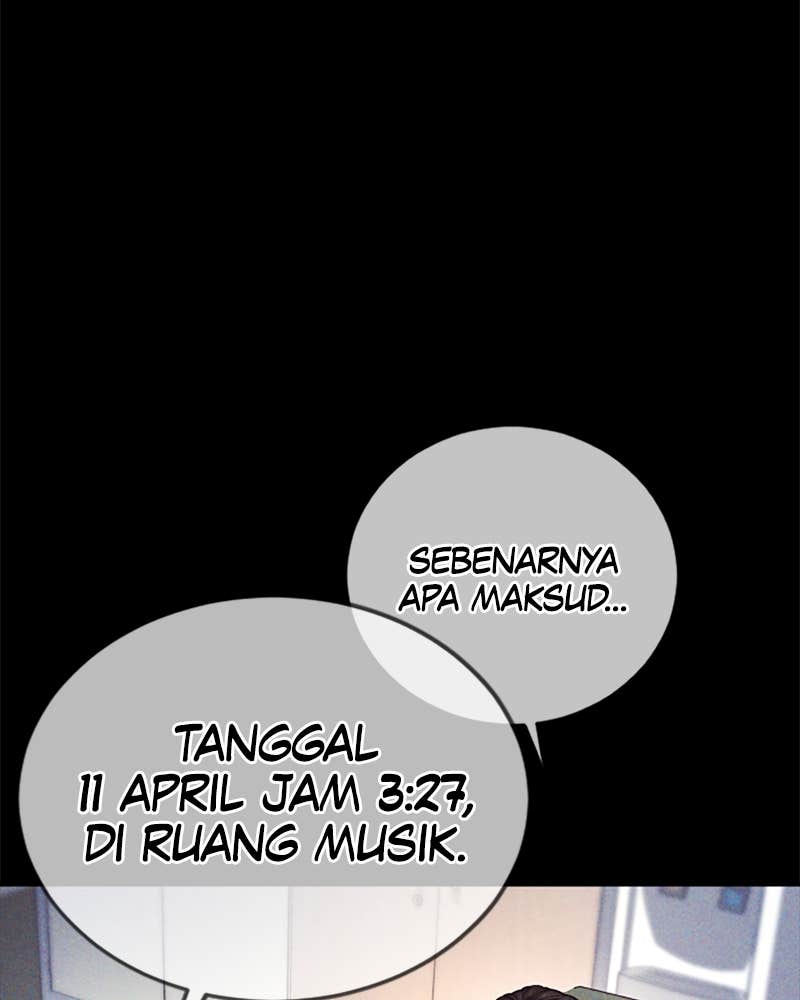 SEBENARNYA
APA MAKSUD...
TANGGAL
11 APRIL JAM 3:27,
DI RUANG MUSIK.